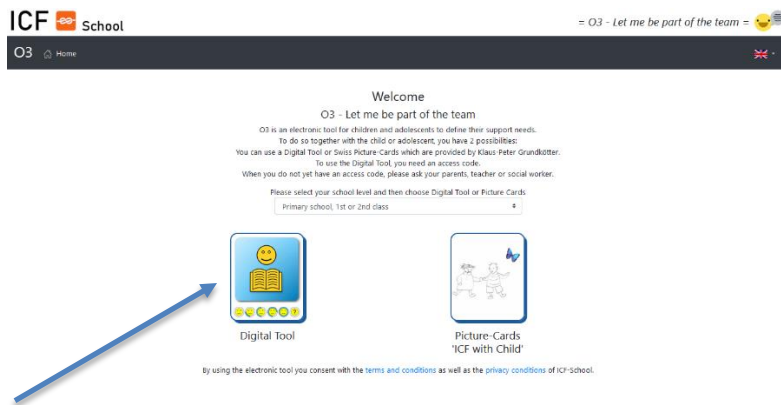 ICF School
= O3 - Let me be part of the team =
O3 Home
Welcome
O3 - Let me be part of the team
O3 is an electronic tool for children and adolescents to define their support needs.
To do so together with the child or adolescent, you have 2 possibilities:
You can use a Digital Tool or Swiss Picture-Cards which are provided by Klaus-Peter Grundkötter.
To use the Digital Tool, you need an access code.
When you do not yet have an access code, please ask your parents, teacher or social worker.
Please select your school level and then choose Digital Tool or Picture Cards
Primary school, 1st or 2nd class
Digital Tool
Picture-Cards
'ICF with Child'
By using the electronic tool you consent with the terms and conditions as well as the privacy conditions of ICF-School.